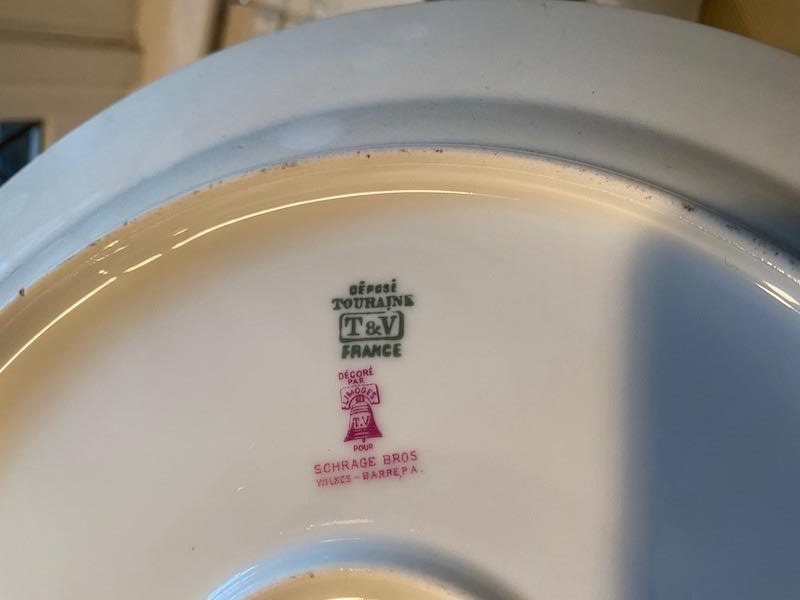 DÉPOSÉ
TOURAINE
T&V
FRANCE
DÉCORÉ
PAR
LIMOGES
T.V
POUR
SCHRAGE BROS
WILKES-BARRE, PA.